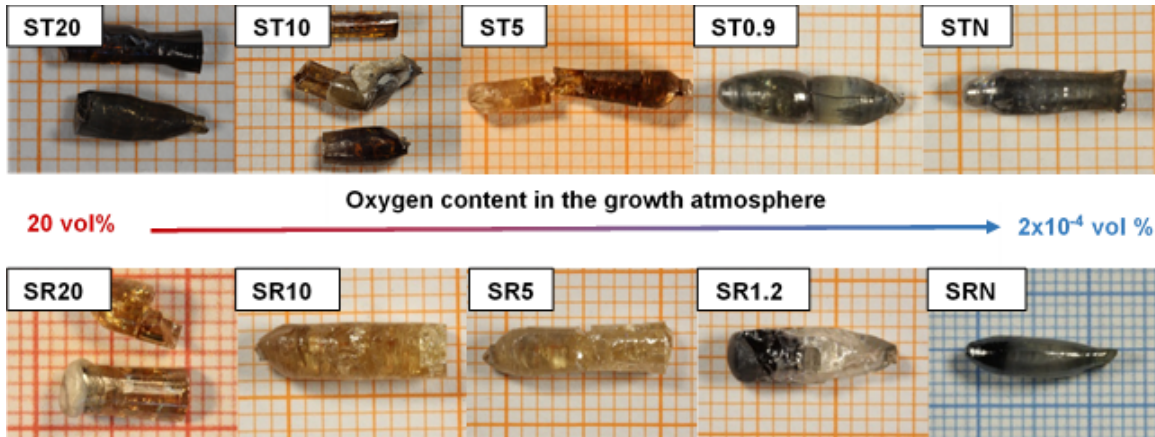 ST20 ST10 ST5 ST0.9 STN
Oxygen content in the growth atmosphere
20 vol% 2x10⁻⁴ vol %
SR20 SR10 SR5 SR1.2 SRN